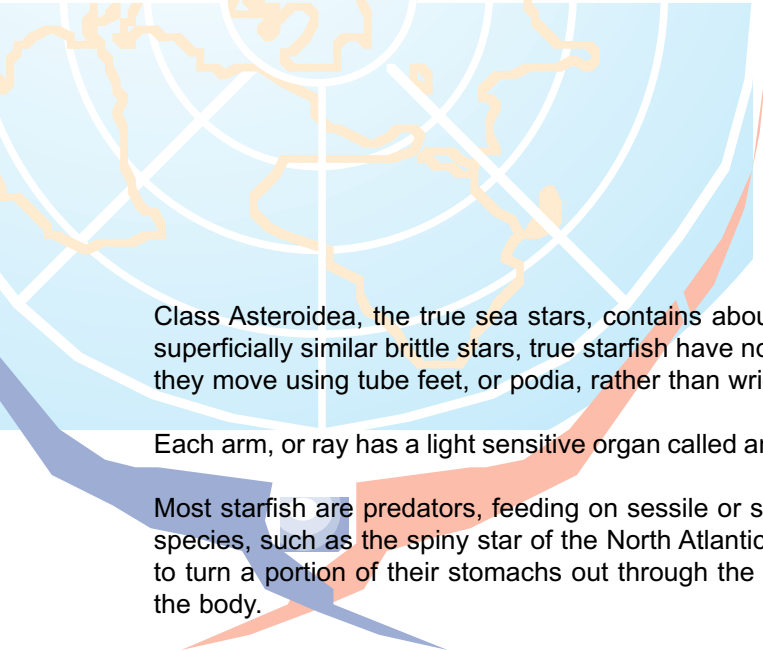 Class Asteroidea, the true sea stars, contains abou
superficially similar brittle stars, true starfish have no
they move using tube feet, or podia, rather than wri
Each arm, or ray has a light sensitive organ called an
Most starfish are predators, feeding on sessile or s
species, such as the spiny star of the North Atlantic
to turn a portion of their stomachs out through the
the body.